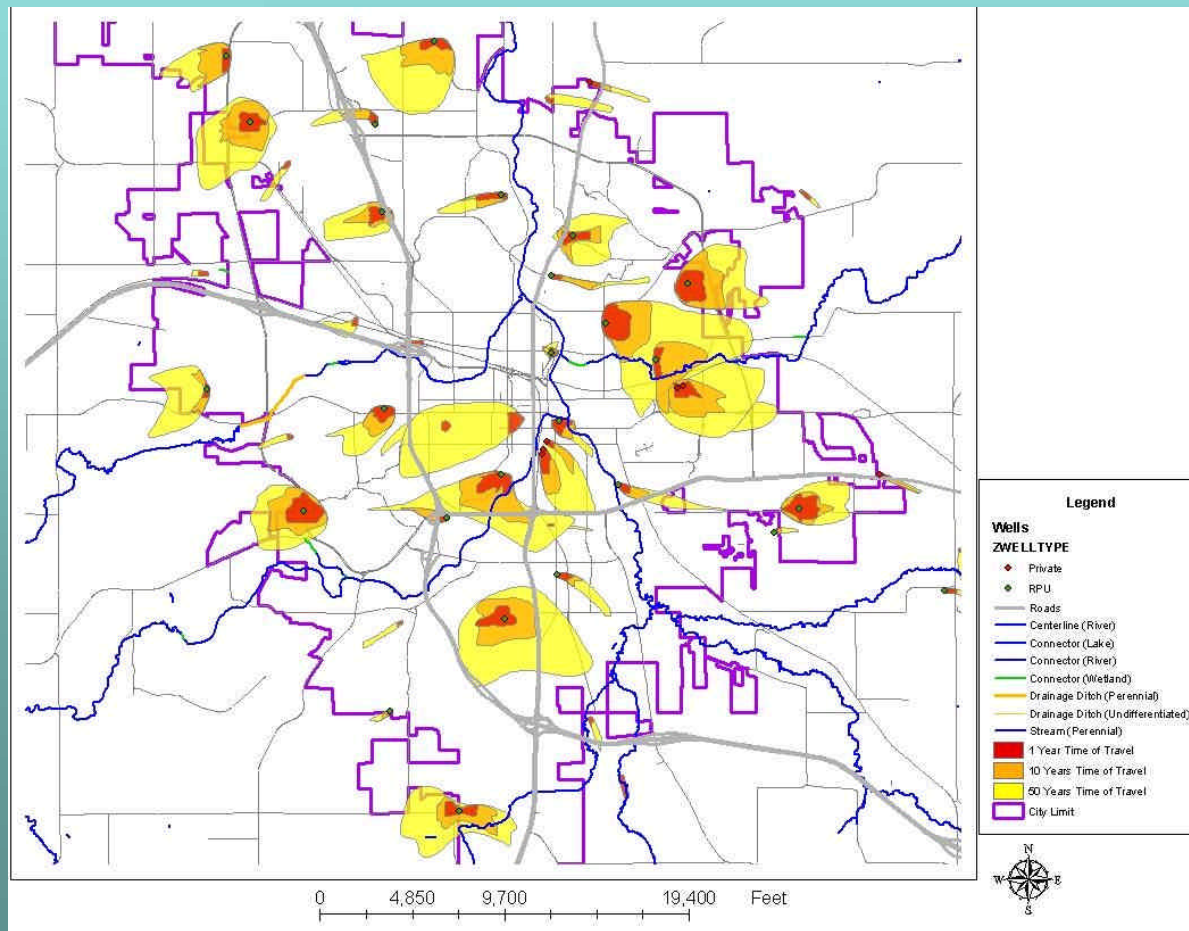 Legend
Wells
ZWELLTYPE
Private
RPU
Roads
Centerline (River)
Connector (Lake)
Connector (River)
Connector (Wetland)
Drainage Ditch (Perennial)
Drainage Ditch (Undifferentiated)
Stream (Perennial)
1 Year Time of Travel
10 Years Time of Travel
50 Years Time of Travel
City Limit
N
W E
S
0 4,850 9,700 19,400 Feet